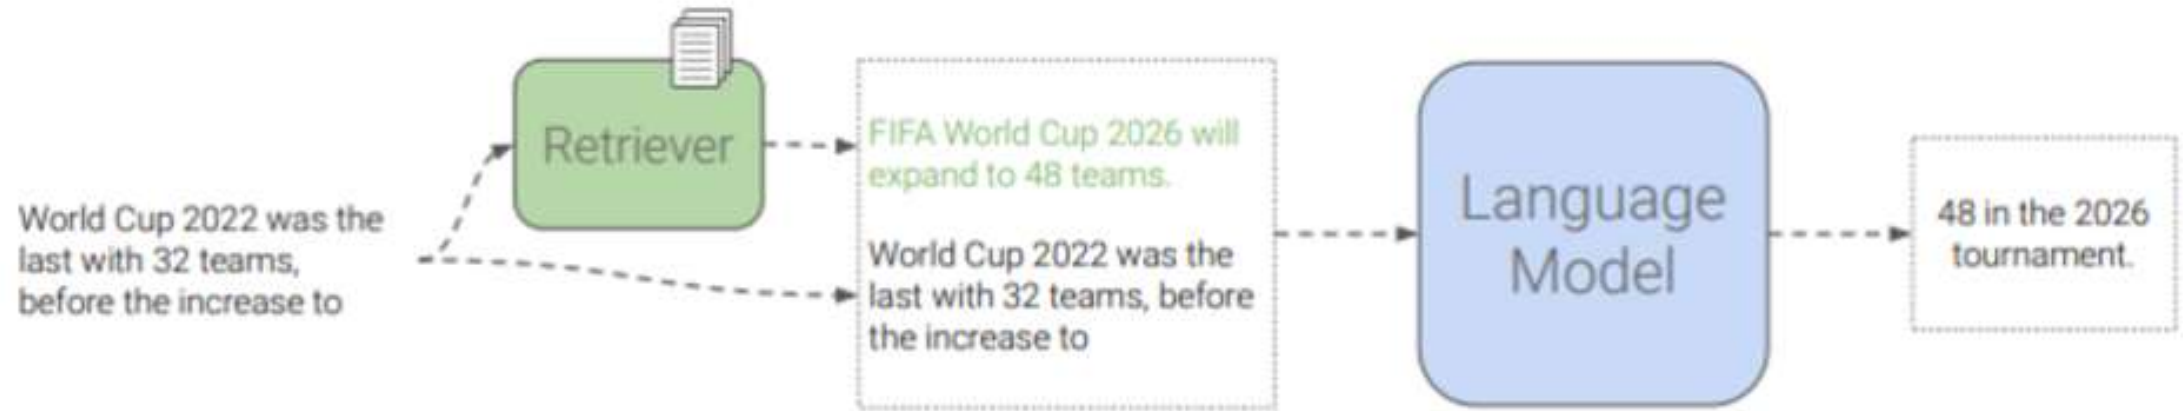 World Cup 2022 was the
last with 32 teams,
before the increase to
Retriever
FIFA World Cup 2026 will
expand to 48 teams.
World Cup 2022 was the
last with 32 teams, before
the increase to
Language
Model
48 in the 2026
tournament.